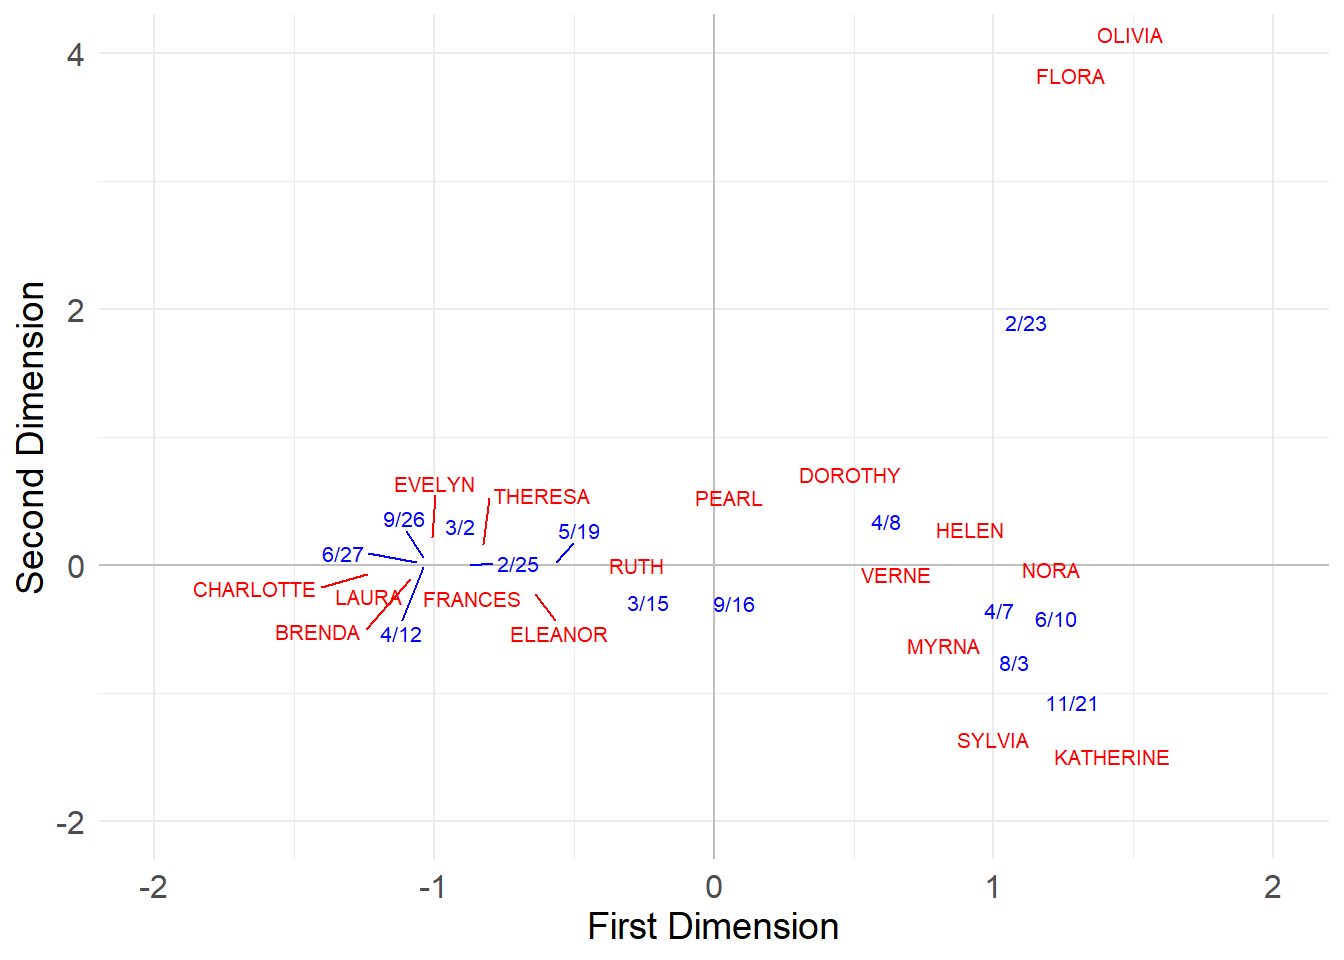 OLIVIA
4
FLORA
2
2/23
EVELYN
THERESA
DOROTHY
PEARL
9/26
3/2
5/19
4/8
HELEN
6/27
2/25
0
RUTH
VERNE
NORA
CHARLOTTE
LAURA
FRANCES
3/15
9/16
4/7
6/10
BRENDA
4/12
ELEANOR
MYRNA
8/3
11/21
SYLVIA
KATHERINE
-2
Second Dimension
-2 -1 0 1 2
First Dimension